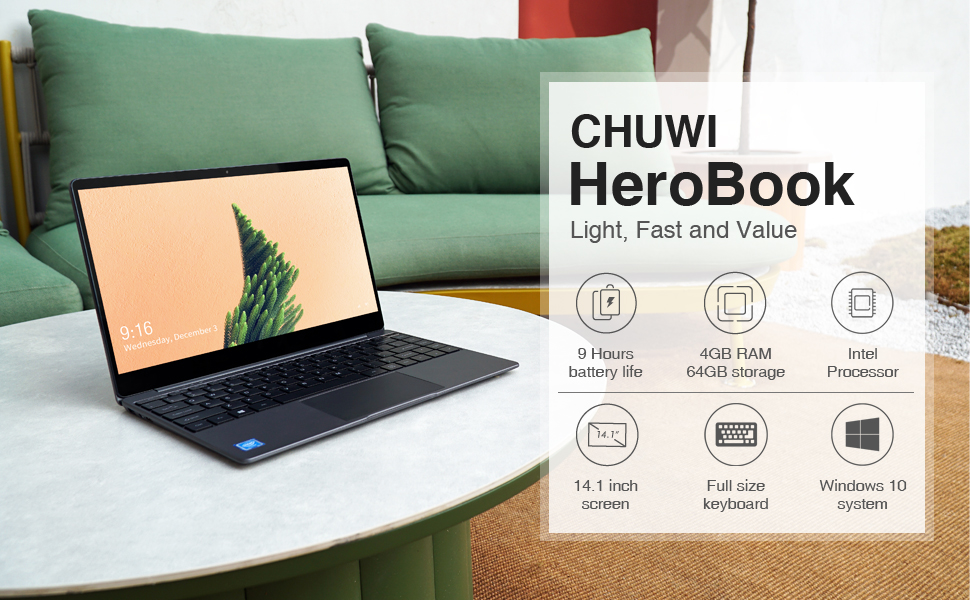 CHUWI
HeroBook
Light, Fast and Value
9 Hours
battery life
4GB RAM
64GB storage
Intel
Processor
14.1"
14.1 inch
screen
Full size
keyboard
Windows 10
system
9:16
Wednesday, December 3